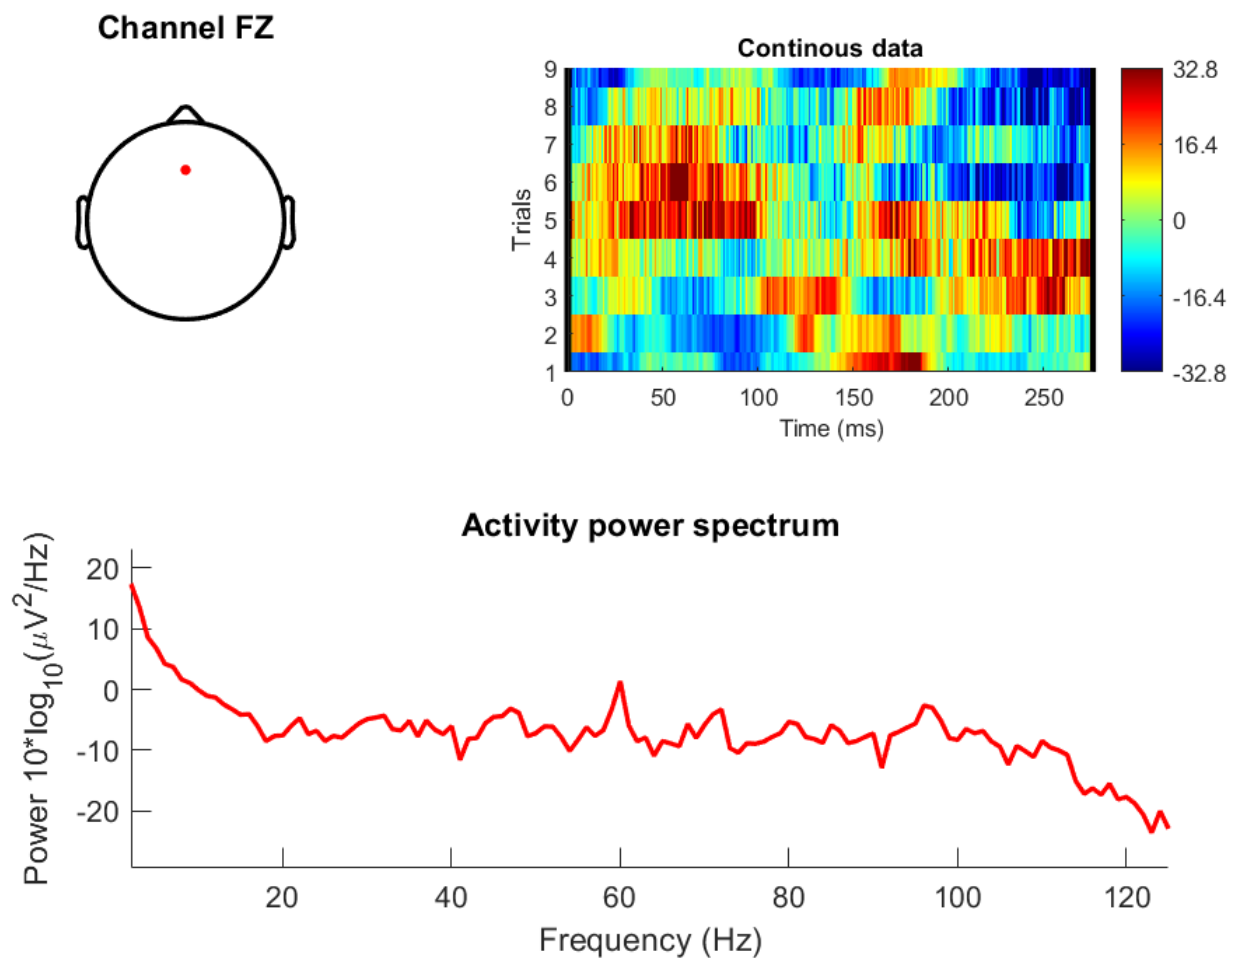 Channel FZ
Continous data
Trials
9
8
7
6
5
4
3
2
1
0 50 100 150 200 250
Time (ms)
32.8
16.4
0
-16.4
-32.8
Activity power spectrum
Power 10*log10(μV2/Hz)
20
10
0
-10
-20
20 40 60 80 100 120
Frequency (Hz)